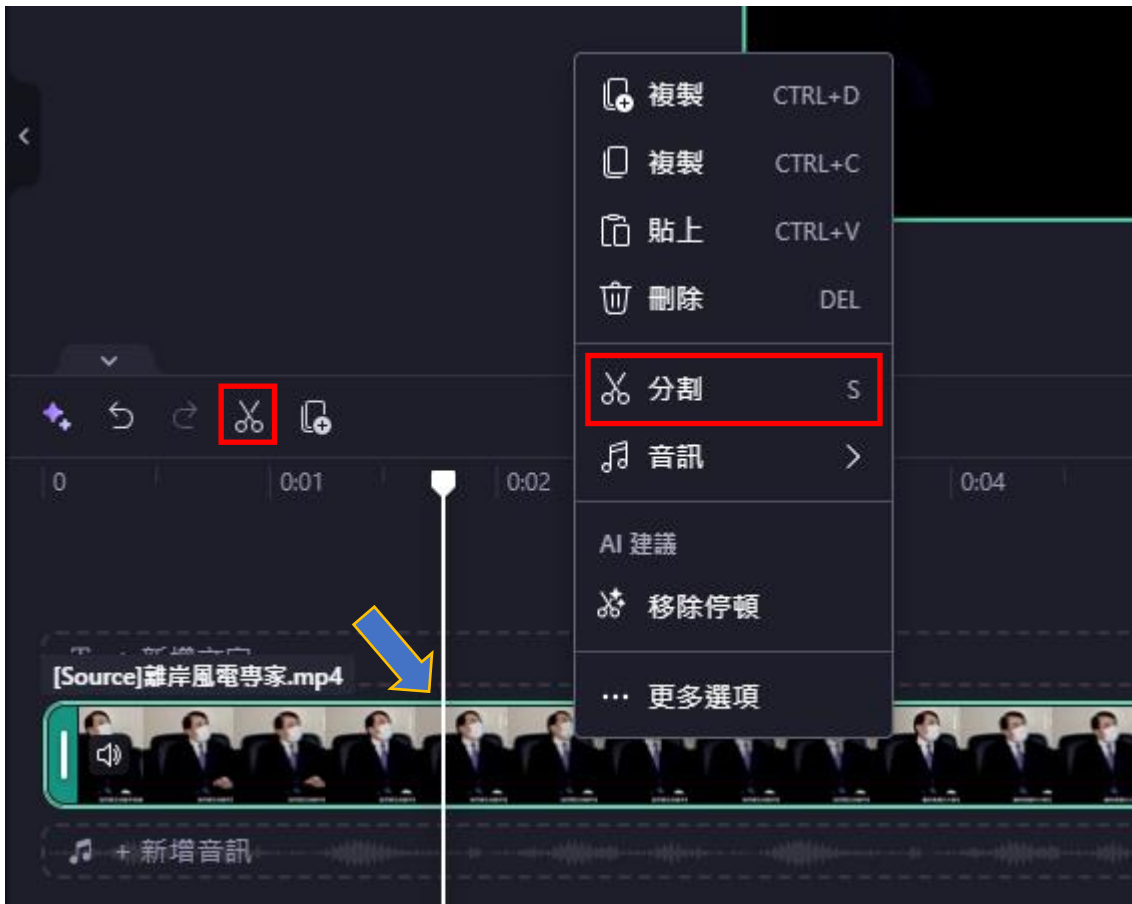 複製 CTRL+D
複製 CTRL+C
貼上 CTRL+V
刪除 DEL
分割 S
音訊
AI 建議
移除停頓
更多選項
0 0:01 0:02 0:04
[Source]離岸風電専家.mp4
+ 新增音訊